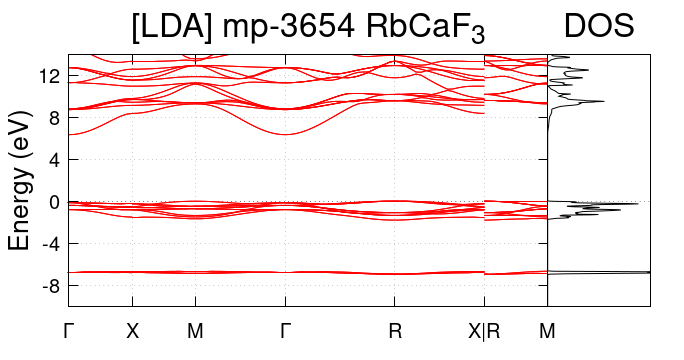 [LDA] mp-3654 RbCaF3 DOS
Energy (eV)
12
8
4
0
-4
-8
Γ X M Γ R X|R M